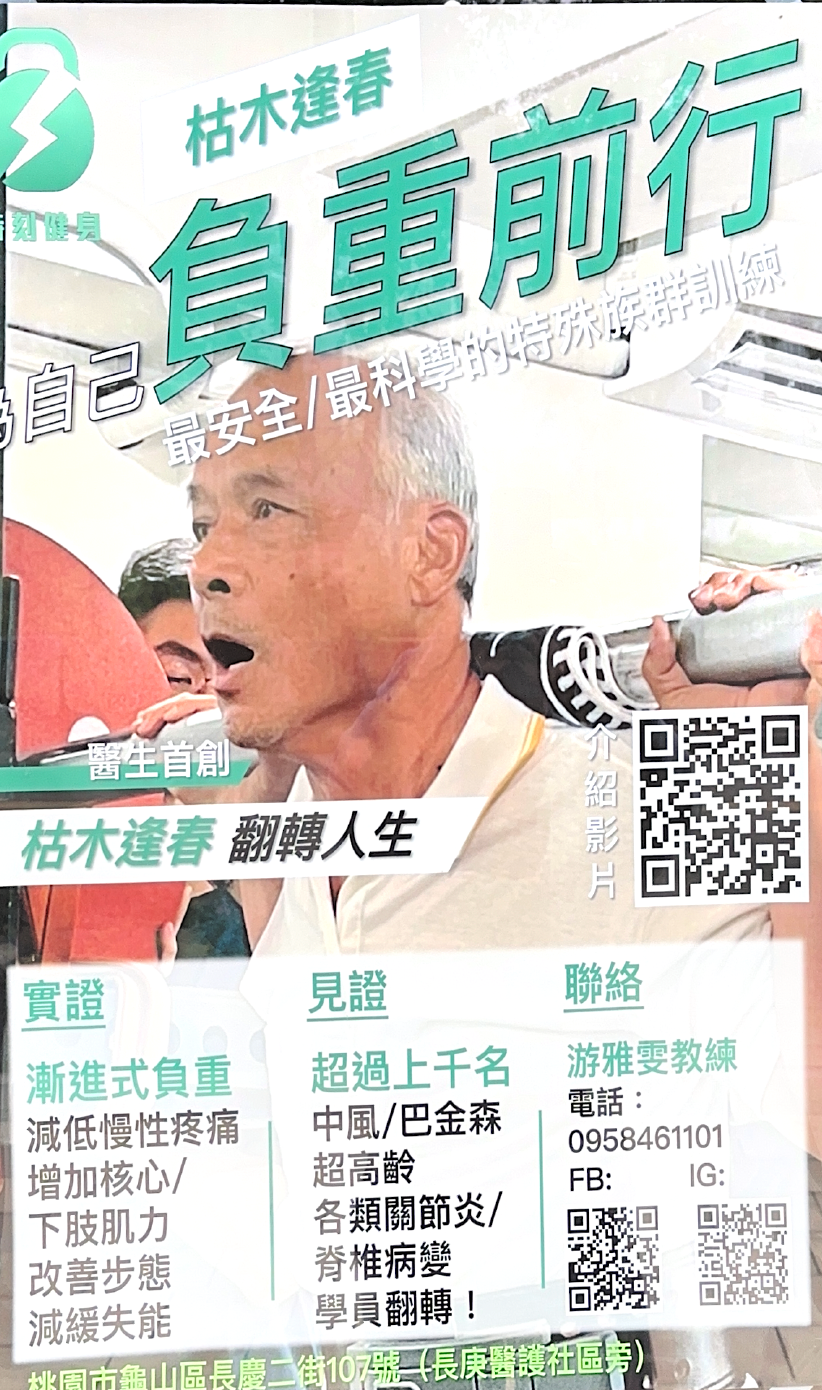 枯木逢春
負重前行
刻健身
為自己
最安全/最科學的特殊族群訓練
醫生首創
枯木逢春 翻轉人生
介紹影片
實證
漸進式負重
減低慢性疼痛
增加核心/
下肢肌力
改善步態
減緩失能
見證
超過上千名
中風/巴金森
超高齡
各類關節炎/
脊椎病變
學員翻轉！
聯絡
游雅雯教練
電話：
0958461101
FB: IG:
桃園市龜山區長慶二街107號（長庚醫護社區旁）